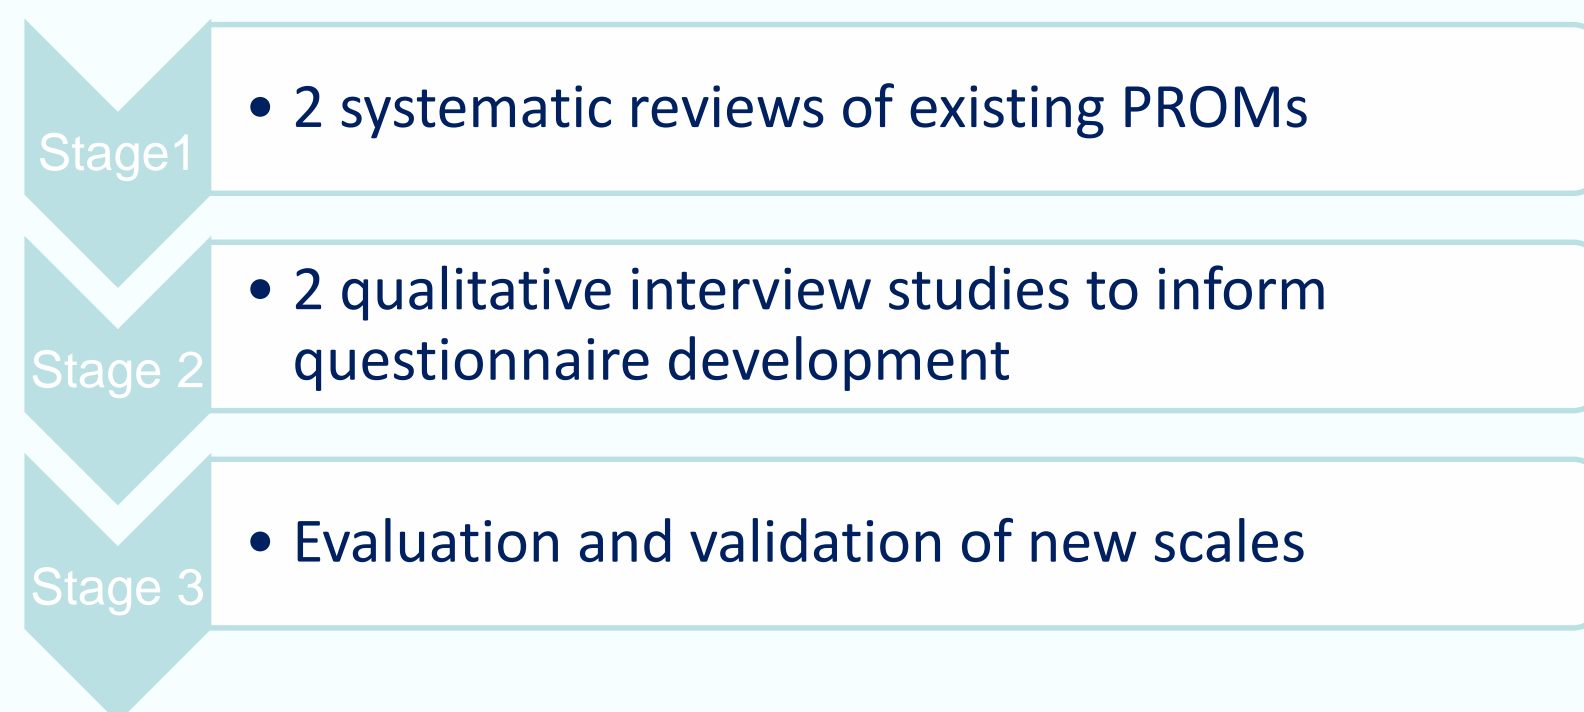 Stage1
• 2 systematic reviews of existing PROMs
Stage 2
• 2 qualitative interview studies to inform
questionnaire development
Stage 3
• Evaluation and validation of new scales